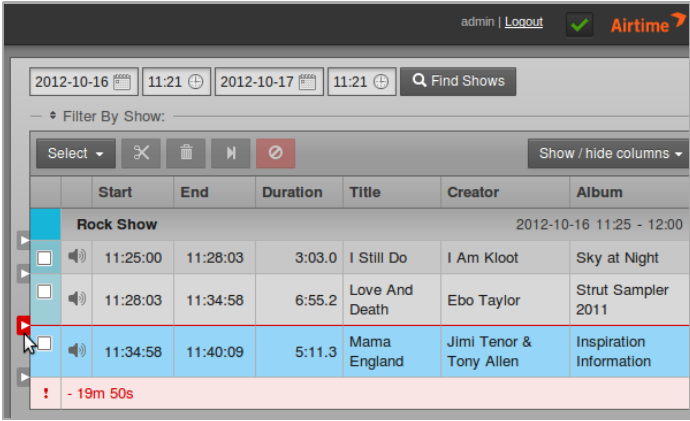 admin | Logout Airtime
2012-10-16 11:21 2012-10-17 11:21 Find Shows
Filter By Show:
Select Show / hide columns
Start End Duration Title Creator Album
Rock Show 2012-10-16 11:25 - 12:00
11:25:00 11:28:03 3:03.0 I Still Do I Am Kloot Sky at Night
11:28:03 11:34:58 6:55.2 Love And Death Ebo Taylor Strut Sampler 2011
11:34:58 11:40:09 5:11.3 Mama England Jimi Tenor & Tony Allen Inspiration Information
! - 19m 50s